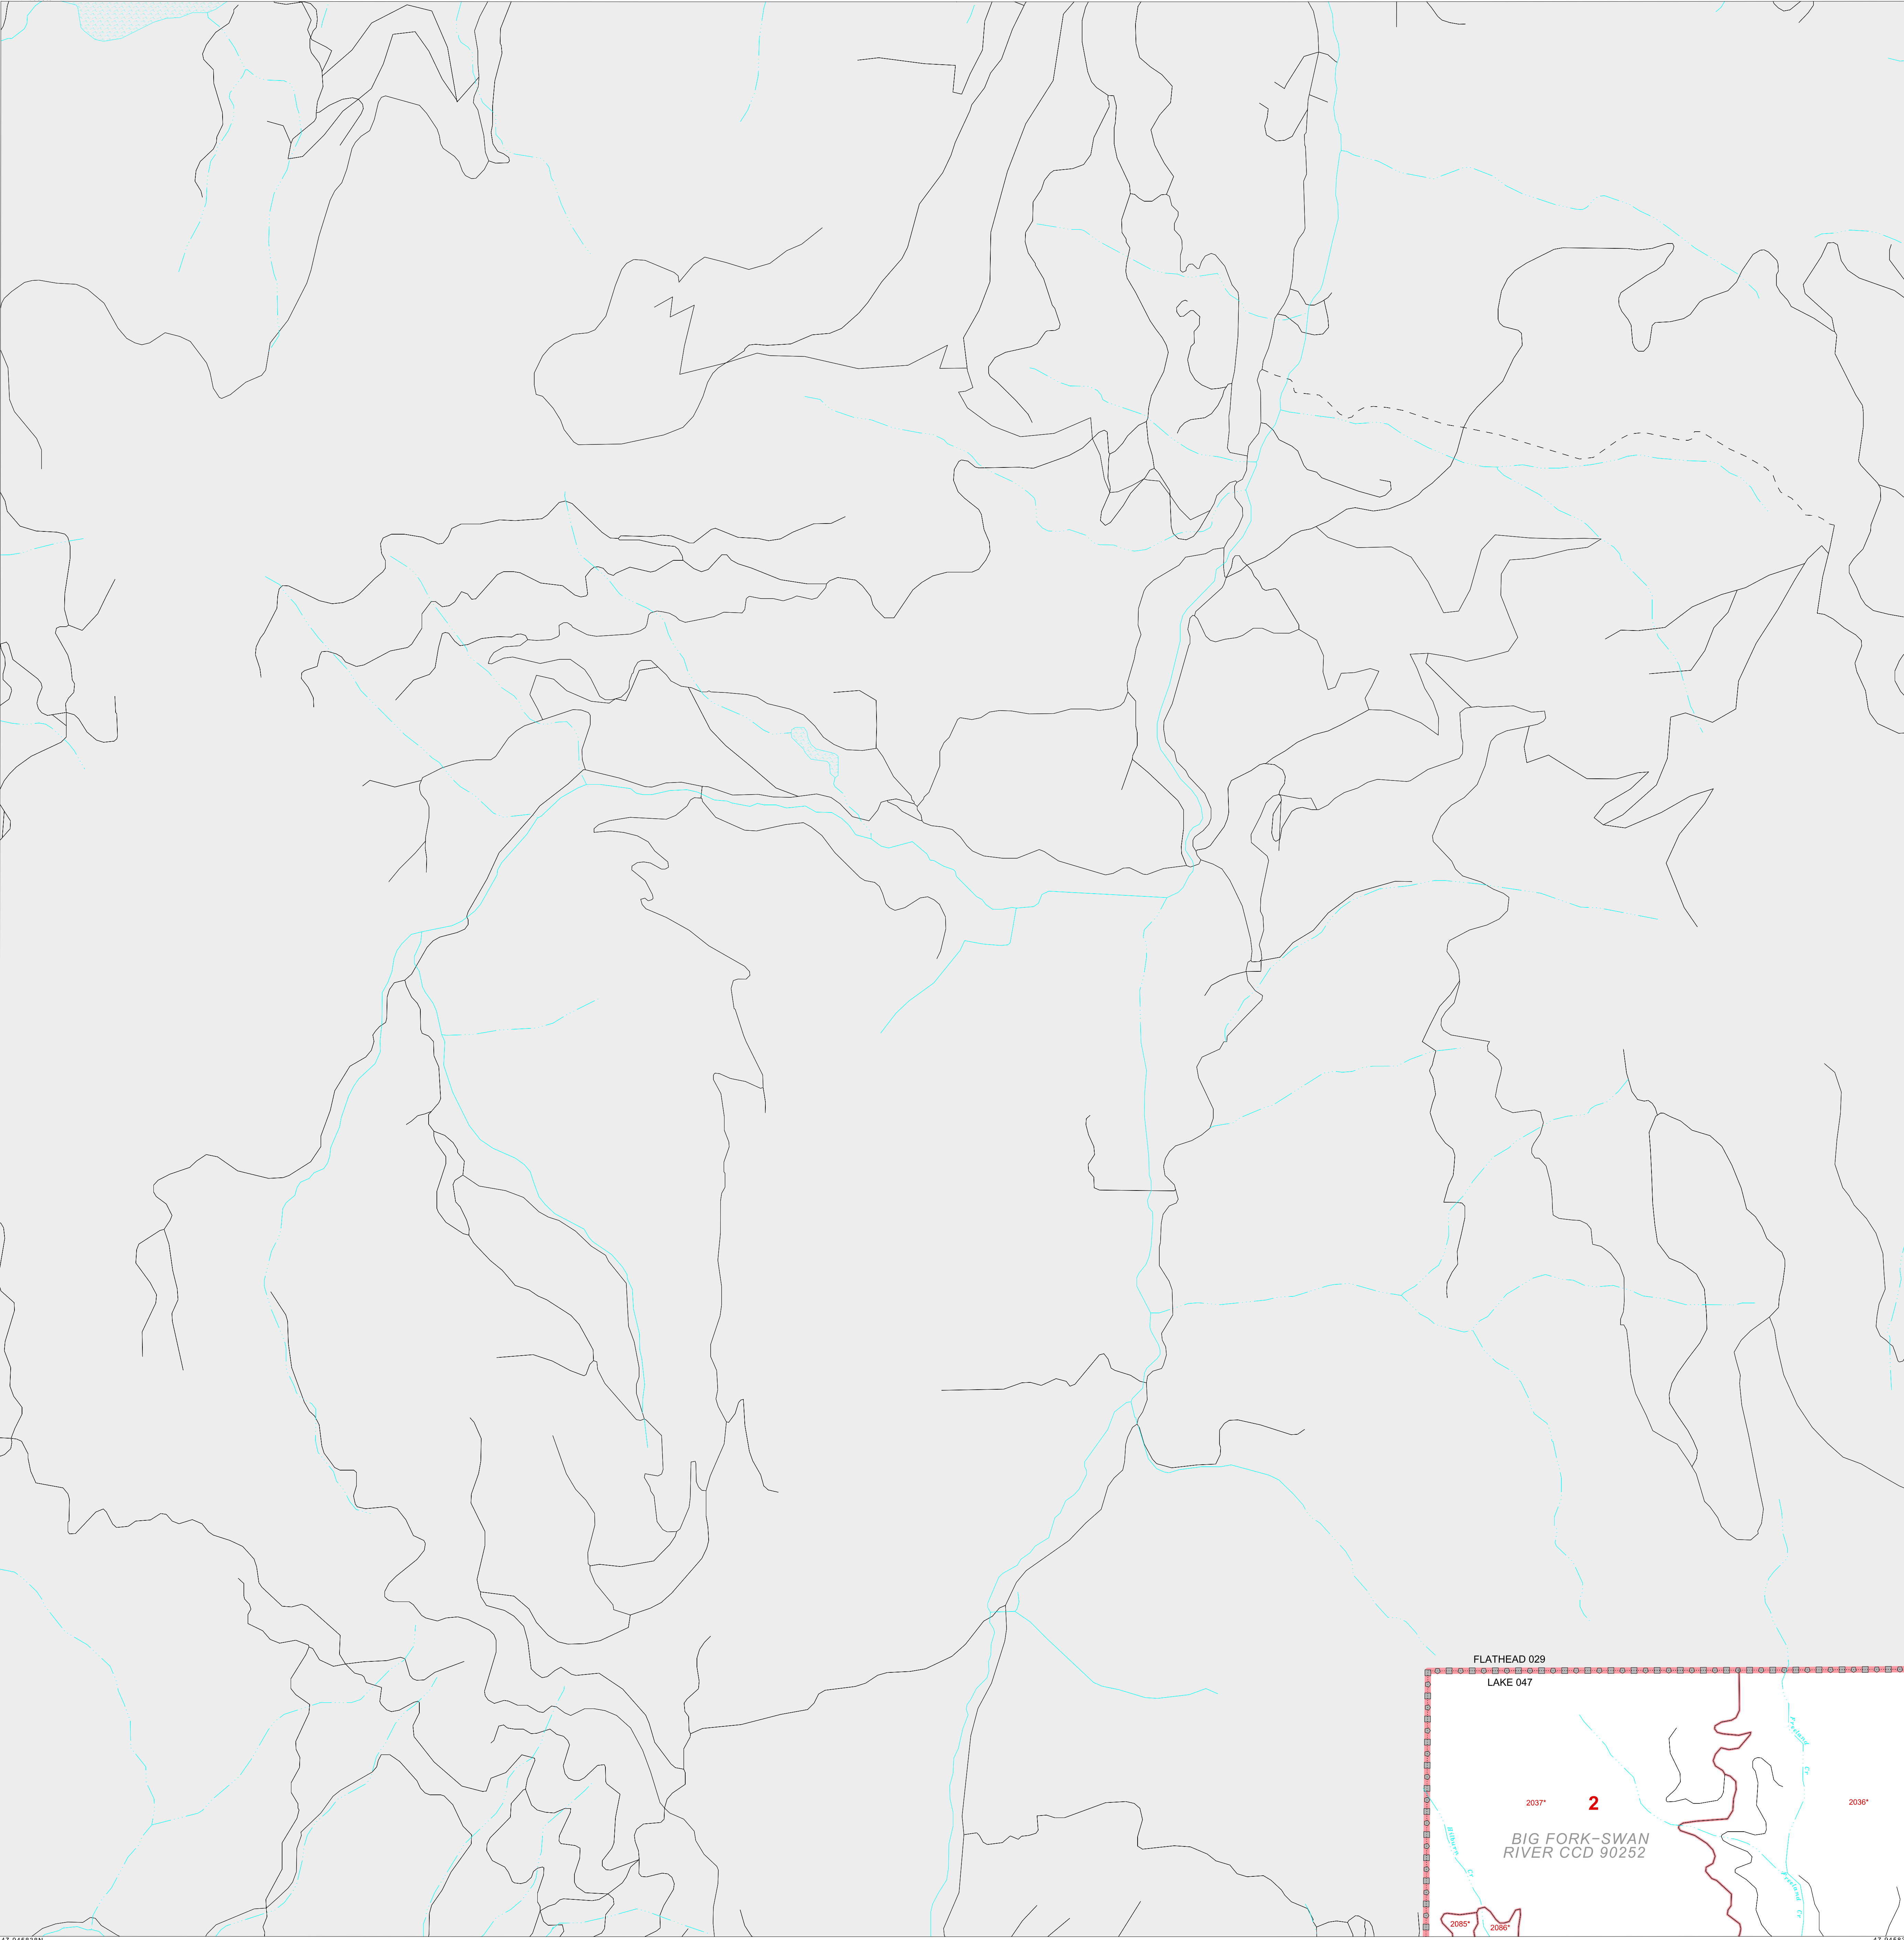 FLATHEAD 029
LAKE 047
2037*
2
2036*
BIG FORK-SWAN
RIVER CCD 90252
2085*
2086*